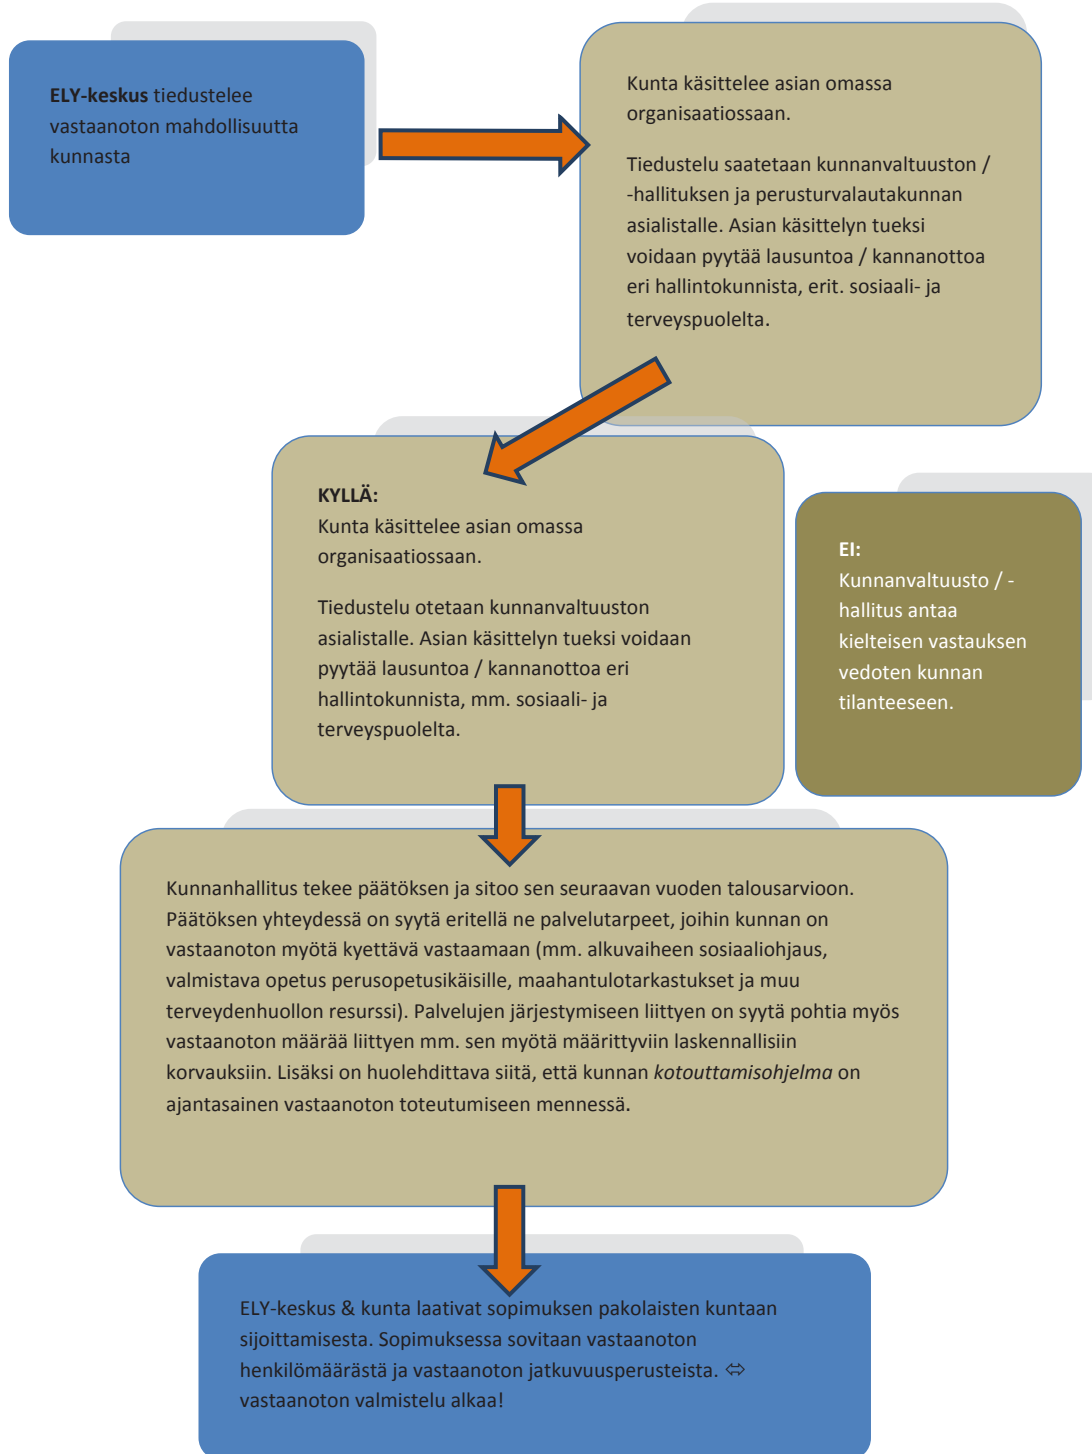 ELY-keskus tiedustelee
vastaanoton mahdollisuutta
kunnasta
Kunta käsittelee asian omassa
organisaatiossaan.
Tiedustelu saatetaan kunnanvaltuuston /
-hallituksen ja perusturvalautakunnan
asialistalle. Asian käsittelyn tueksi
voidaan pyytää lausuntoa / kannanottoa
eri hallintokunnista, erit. sosiaali- ja
terveyspuolelta.
KYLLÄ:
Kunta käsittelee asian omassa
organisaatiossaan.
Tiedustelu otetaan kunnanvaltuuston
asialistalle. Asian käsittelyn tueksi voidaan
pyytää lausuntoa / kannanottoa eri
hallintokunnista, mm. sosiaali- ja
terveyspuolelta.
EI:
Kunnanvaltuusto / -
hallitus antaa
kielteisen vastauksen
vedoten kunnan
tilanteeseen.
Kunnanhallitus tekee päätöksen ja sitoo sen seuraavan vuoden talousarvioon.
Päätöksen yhteydessä on syytä eritellä ne palvelutarpeet, joihin kunnan on
vastaanoton myötä kyettävä vastaamaan (mm. alkuvaiheen sosiaaliohjaus,
valmistava opetus perusopetusikäisille, maahantulotarkastukset ja muu
terveydenhuollon resurssi). Palvelujen järjestymiseen liittyen on syytä pohtia myös
vastaanoton määrää liittyen mm. sen myötä määrittyviin laskennallisiin
korvauksiin. Lisäksi on huolehdittava siitä, että kunnan kotouttamisohjelma on
ajantasainen vastaanoton toteutumiseen mennessä.
ELY-keskus & kunta laativat sopimuksen pakolaisten kuntaan
sijoittamisesta. Sopimuksessa sovitaan vastaanoton
henkilömäärästä ja vastaanoton jatkuvuusperusteista. ⇔
vastaanoton valmistelu alkaa!